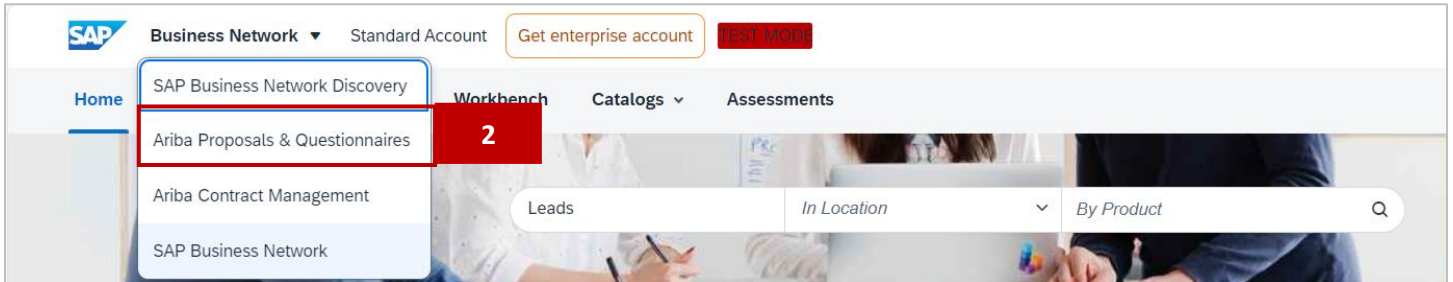 SAP Business Network ▼ Standard Account Get enterprise account TEST MODE
Home Workbench Catalogs Assessments
SAP Business Network Discovery
Ariba Proposals & Questionnaires 2
Ariba Contract Management
SAP Business Network
Leads In Location By Product